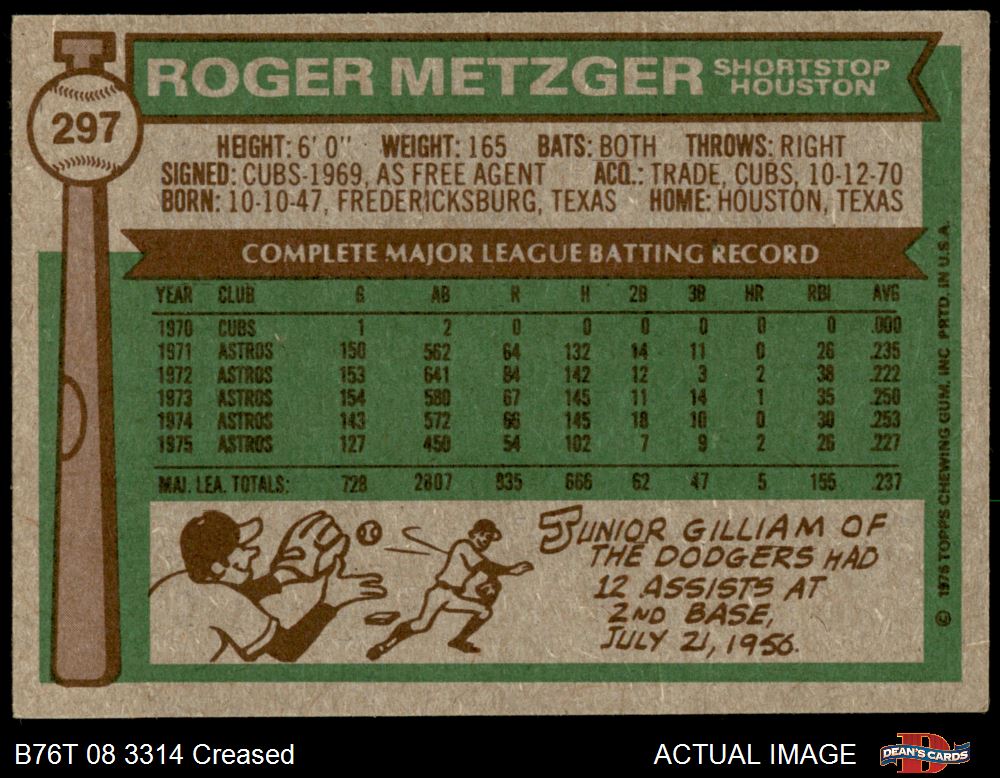 297
ROGER METZGER SHORTSTOP
HOUSTON
HEIGHT: 6' 0" WEIGHT: 165 BATS: BOTH THROWS: RIGHT
SIGNED: CUBS-1969, AS FREE AGENT ACQ.: TRADE, CUBS, 10-12-70
BORN: 10-10-47, FREDERICKSBURG, TEXAS HOME: HOUSTON, TEXAS
COMPLETE MAJOR LEAGUE BATTING RECORD
YEAR CLUB G AB R H 2B 3B HR RBI AVG
1970 CUBS 1 2 0 0 0 0 0 0 .000
1971 ASTROS 150 562 64 132 14 11 0 26 .235
1972 ASTROS 153 641 84 142 12 3 2 38 .222
1973 ASTROS 154 580 67 145 11 14 1 35 .250
1974 ASTROS 143 572 66 145 18 10 0 30 .253
1975 ASTROS 127 450 54 102 7 9 2 26 .227
MAJ. LEA. TOTALS: 728 2807 335 666 62 47 5 155 .237
JUNIOR GILLIAM OF
THE DODGERS HAD
12 ASSISTS AT
2ND BASE,
JULY 21, 1956.
© 1976 TOPPS CHEWING GUM, INC PRTD. IN U.S.A.
B76T 08 3314 Creased
ACTUAL IMAGE
DEAN'S CARDS